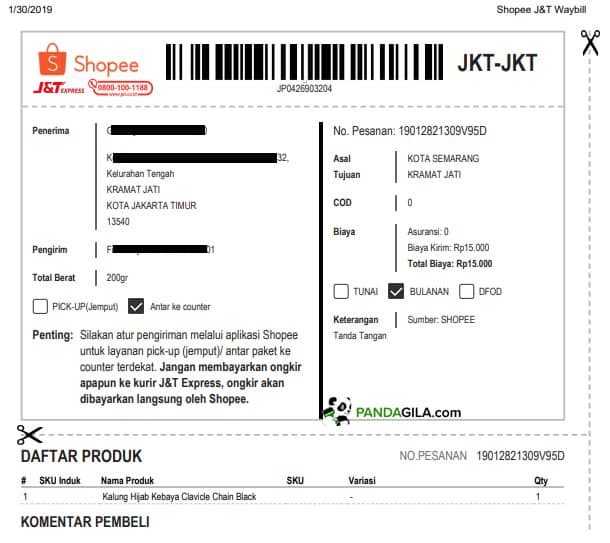 1/30/2019 Shopee J&T Waybill
Shopee
J&T EXPRESS 0800-100-1188
www.jet.co.id
JKT-JKT
JP0426903204
Penerima
32,
Kelurahan Tengah
KRAMAT JATI
KOTA JAKARTA TIMUR
13540
Pengirim 01
Total Berat 200gr
PICK-UP(Jemput) Antar ke counter
Penting: Silakan atur pengiriman melalui aplikasi Shopee
untuk layanan pick-up (jemput)/ antar paket ke
counter terdekat. Jangan membayarkan ongkir
apapun ke kurir J&T Express, ongkir akan
dibayarkan langsung oleh Shopee.
No. Pesanan: 19012821309V95D
Asal KOTA SEMARANG
Tujuan KRAMAT JATI
COD 0
Biaya Asuransi: 0
Biaya Kirim: Rp15.000
Total Biaya: Rp15.000
TUNAI BULANAN DFOD
Keterangan Sumber: SHOPEE
Tanda Tangan
PANDAGILA.com
DAFTAR PRODUK NO.PESANAN 19012821309V95D
# SKU Induk Nama Produk SKU Variasi Qty
1 Kalung Hijab Kebaya Clavicle Chain Black - 1
KOMENTAR PEMBELI